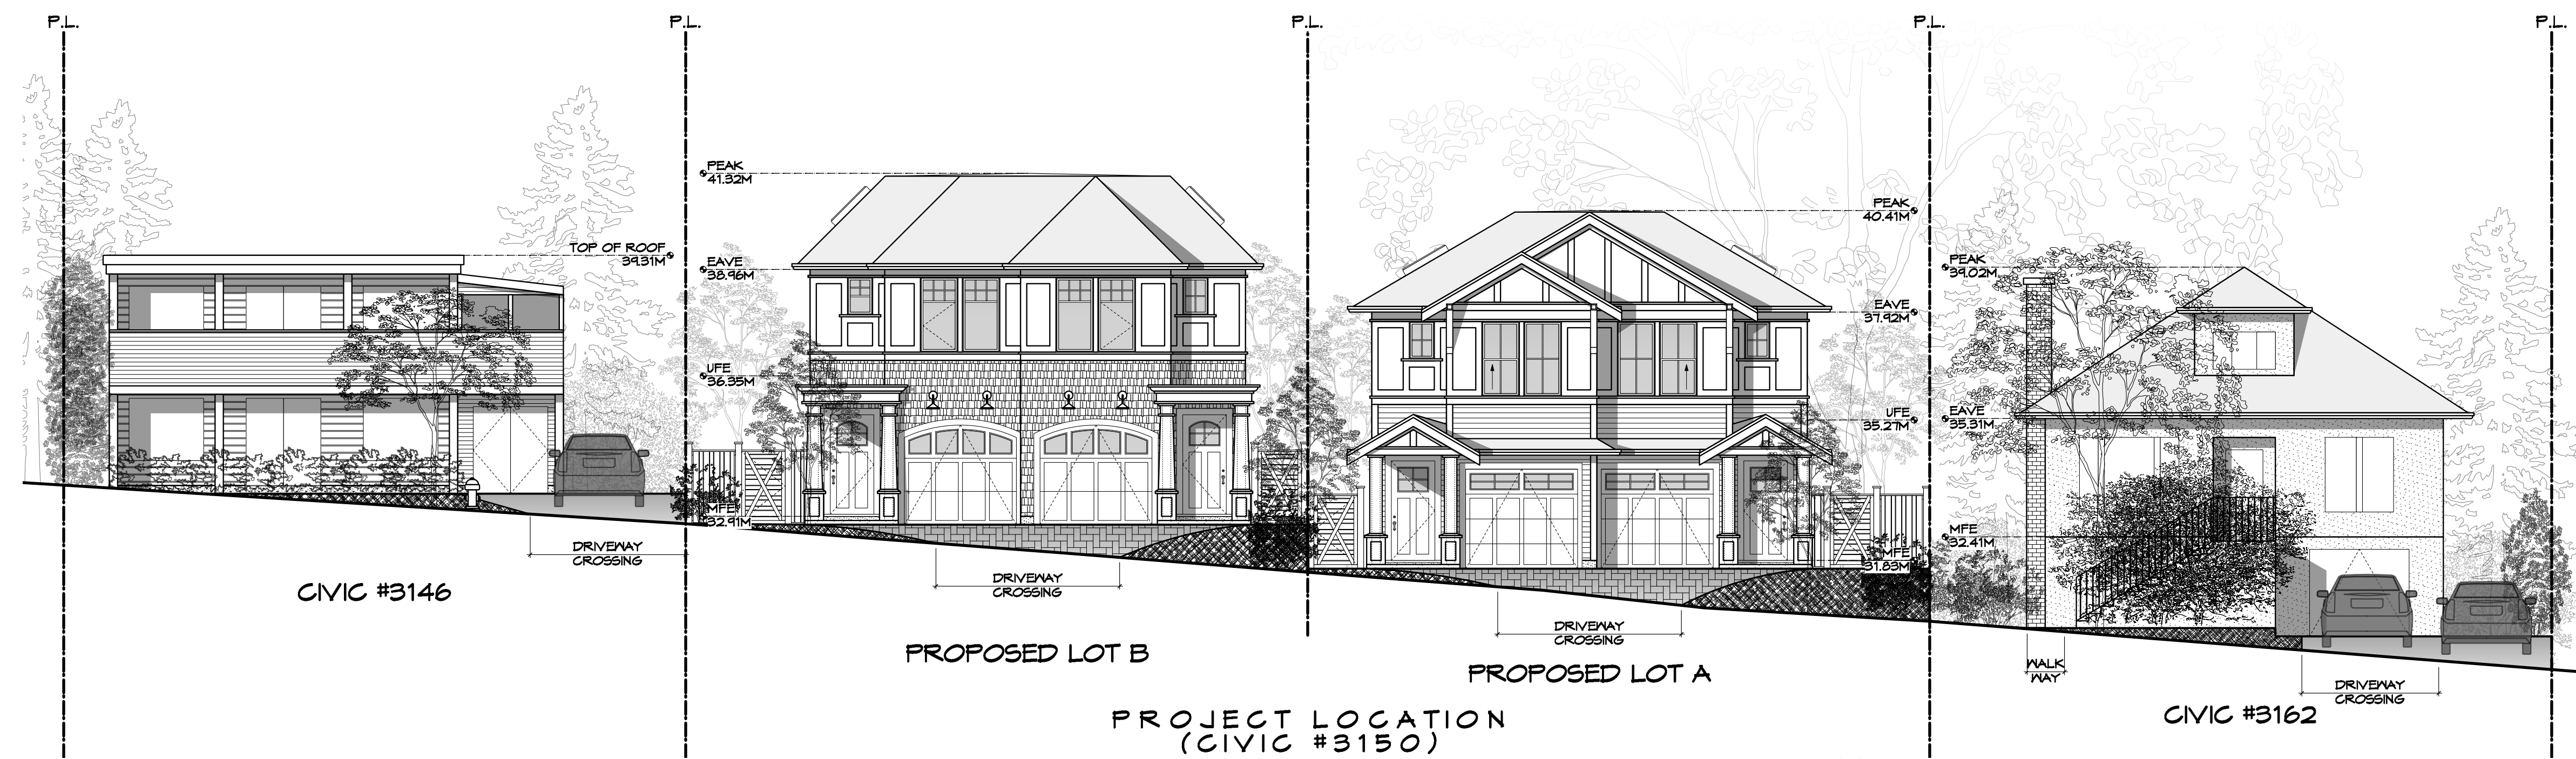 P.L.
P.L.
P.L.
P.L.
P.L.
TOP OF ROOF
39.31M
DRIVEWAY
CROSSING
CIVIC #3146
PEAK
41.32M
EAVE
38.96M
UFE
36.35M
MFE
32.91M
DRIVEWAY
CROSSING
PROPOSED LOT B
PEAK
40.41M
EAVE
37.92M
UFE
35.27M
MFE
31.83M
DRIVEWAY
CROSSING
PROPOSED LOT A
PEAK
39.02M
EAVE
35.31M
MFE
32.41M
WALK
WAY
DRIVEWAY
CROSSING
CIVIC #3162
PROJECT LOCATION
(CIVIC #3150)